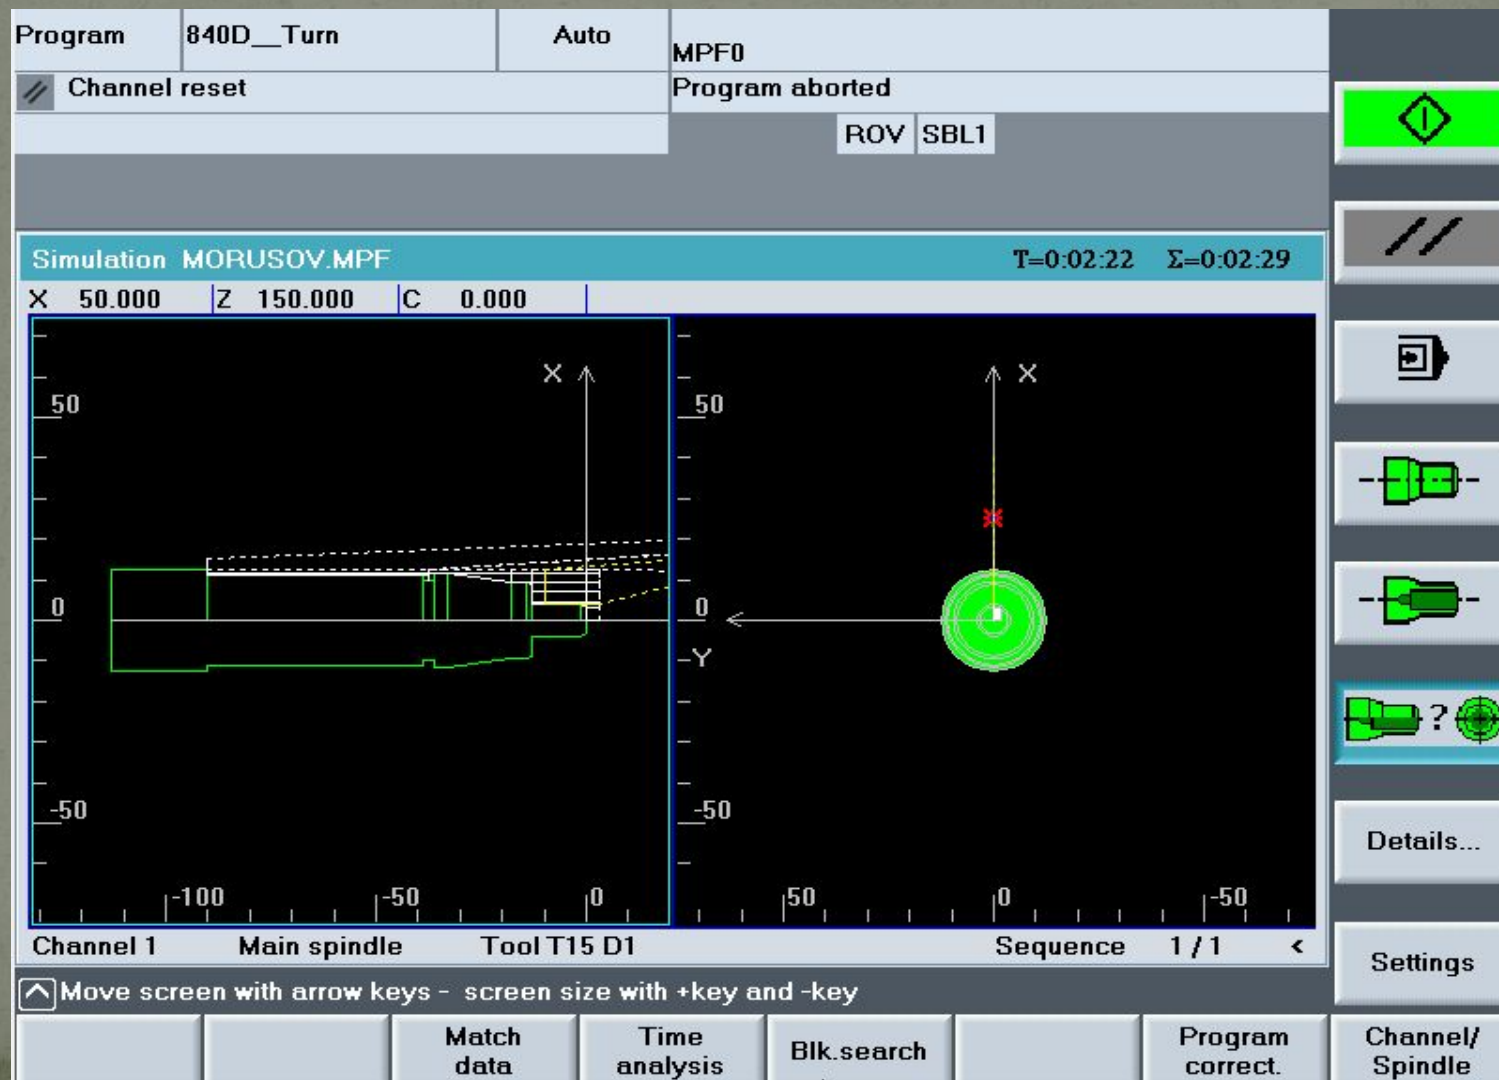 Program 840D__Turn Auto MPF0
Channel reset Program aborted
ROV SBL1
Simulation MORUSOV.MPF T=0:02:22 Σ=0:02:29
X 50.000 Z 150.000 C 0.000
X X
50 50
0 0
Y
-50 -50
-100 -50 0 50 0 -50
?
Details...
Channel 1 Main spindle Tool T15 D1 Sequence 1 / 1 <
Settings
Move screen with arrow keys - screen size with +key and -key
Match data
Time analysis
Blk.search
Program correct.
Channel/ Spindle